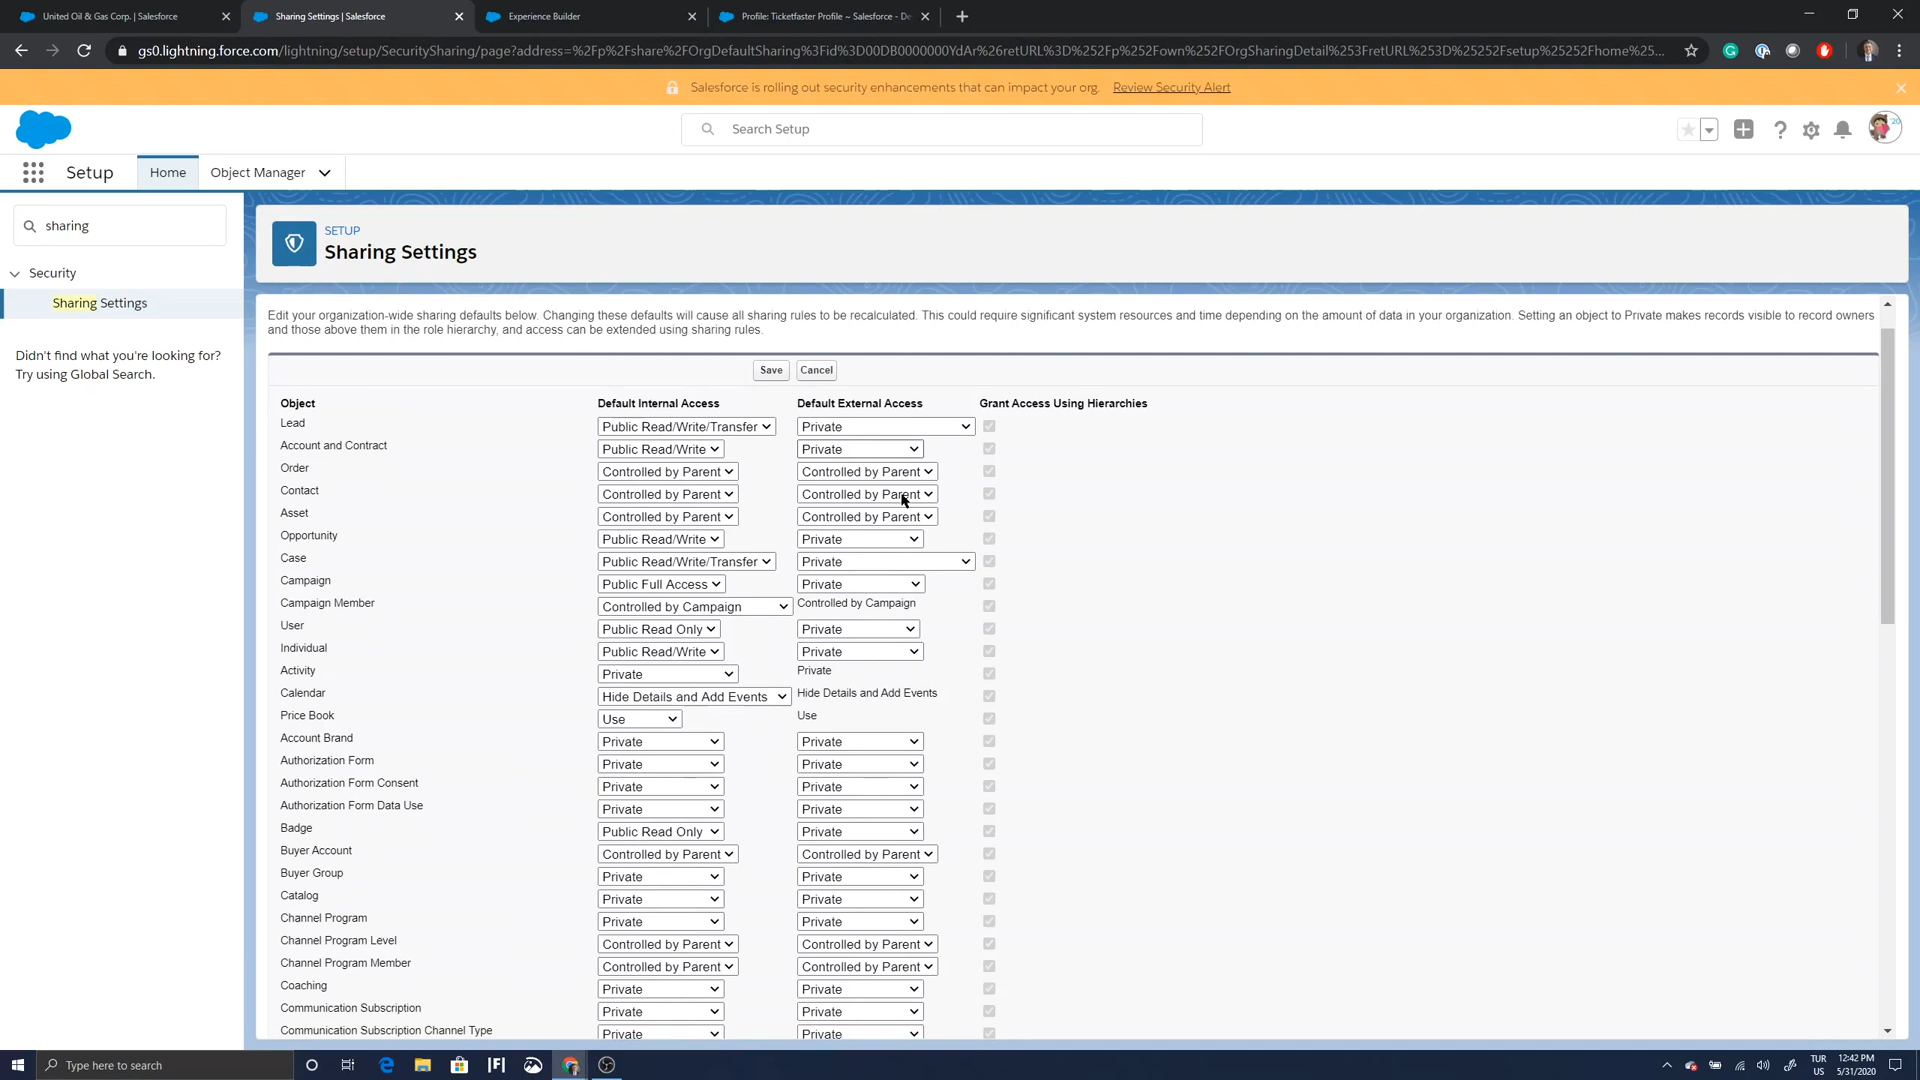 United Oil & Gas Corp. | Salesforce
Sharing Settings | Salesforce
Experience Builder
Profile: Ticketfaster Profile ~ Salesforce - De
gs0.lightning.force.com/lightning/setup/SecuritySharing/page?address=%2Fp%2Fshare%2FOrgDefaultSharing%3Fid%3D00DB0000000YdAr%26retURL%3D%252Fp%252Fown%252FOrgSharingDetail%253FretURL%253D%25252Fsetup%25252Fhome%25...
Salesforce is rolling out security enhancements that can impact your org. Review Security Alert
Search Setup
'20
Setup Home Object Manager
sharing
Security
Sharing Settings
Didn't find what you're looking for?
Try using Global Search.
SETUP
Sharing Settings
Edit your organization-wide sharing defaults below. Changing these defaults will cause all sharing rules to be recalculated. This could require significant system resources and time depending on the amount of data in your organization. Setting an object to Private makes records visible to record owners
and those above them in the role hierarchy, and access can be extended using sharing rules.
Save Cancel
Object Default Internal Access Default External Access Grant Access Using Hierarchies
Lead Public Read/Write/Transfer Private
Account and Contract Public Read/Write Private
Order Controlled by Parent Controlled by Parent
Contact Controlled by Parent Controlled by Parent
Asset Controlled by Parent Controlled by Parent
Opportunity Public Read/Write Private
Case Public Read/Write/Transfer Private
Campaign Public Full Access Private
Campaign Member Controlled by Campaign Controlled by Campaign
User Public Read Only Private
Individual Public Read/Write Private
Activity Private Private
Calendar Hide Details and Add Events Hide Details and Add Events
Price Book Use Use
Account Brand Private Private
Authorization Form Private Private
Authorization Form Consent Private Private
Authorization Form Data Use Private Private
Badge Public Read Only Private
Buyer Account Controlled by Parent Controlled by Parent
Buyer Group Private Private
Catalog Private Private
Channel Program Private Private
Channel Program Level Controlled by Parent Controlled by Parent
Channel Program Member Controlled by Parent Controlled by Parent
Coaching Private Private
Communication Subscription Private Private
Communication Subscription Channel Type Private Private
Type here to search
TUR
US
12:42 PM
5/31/2020